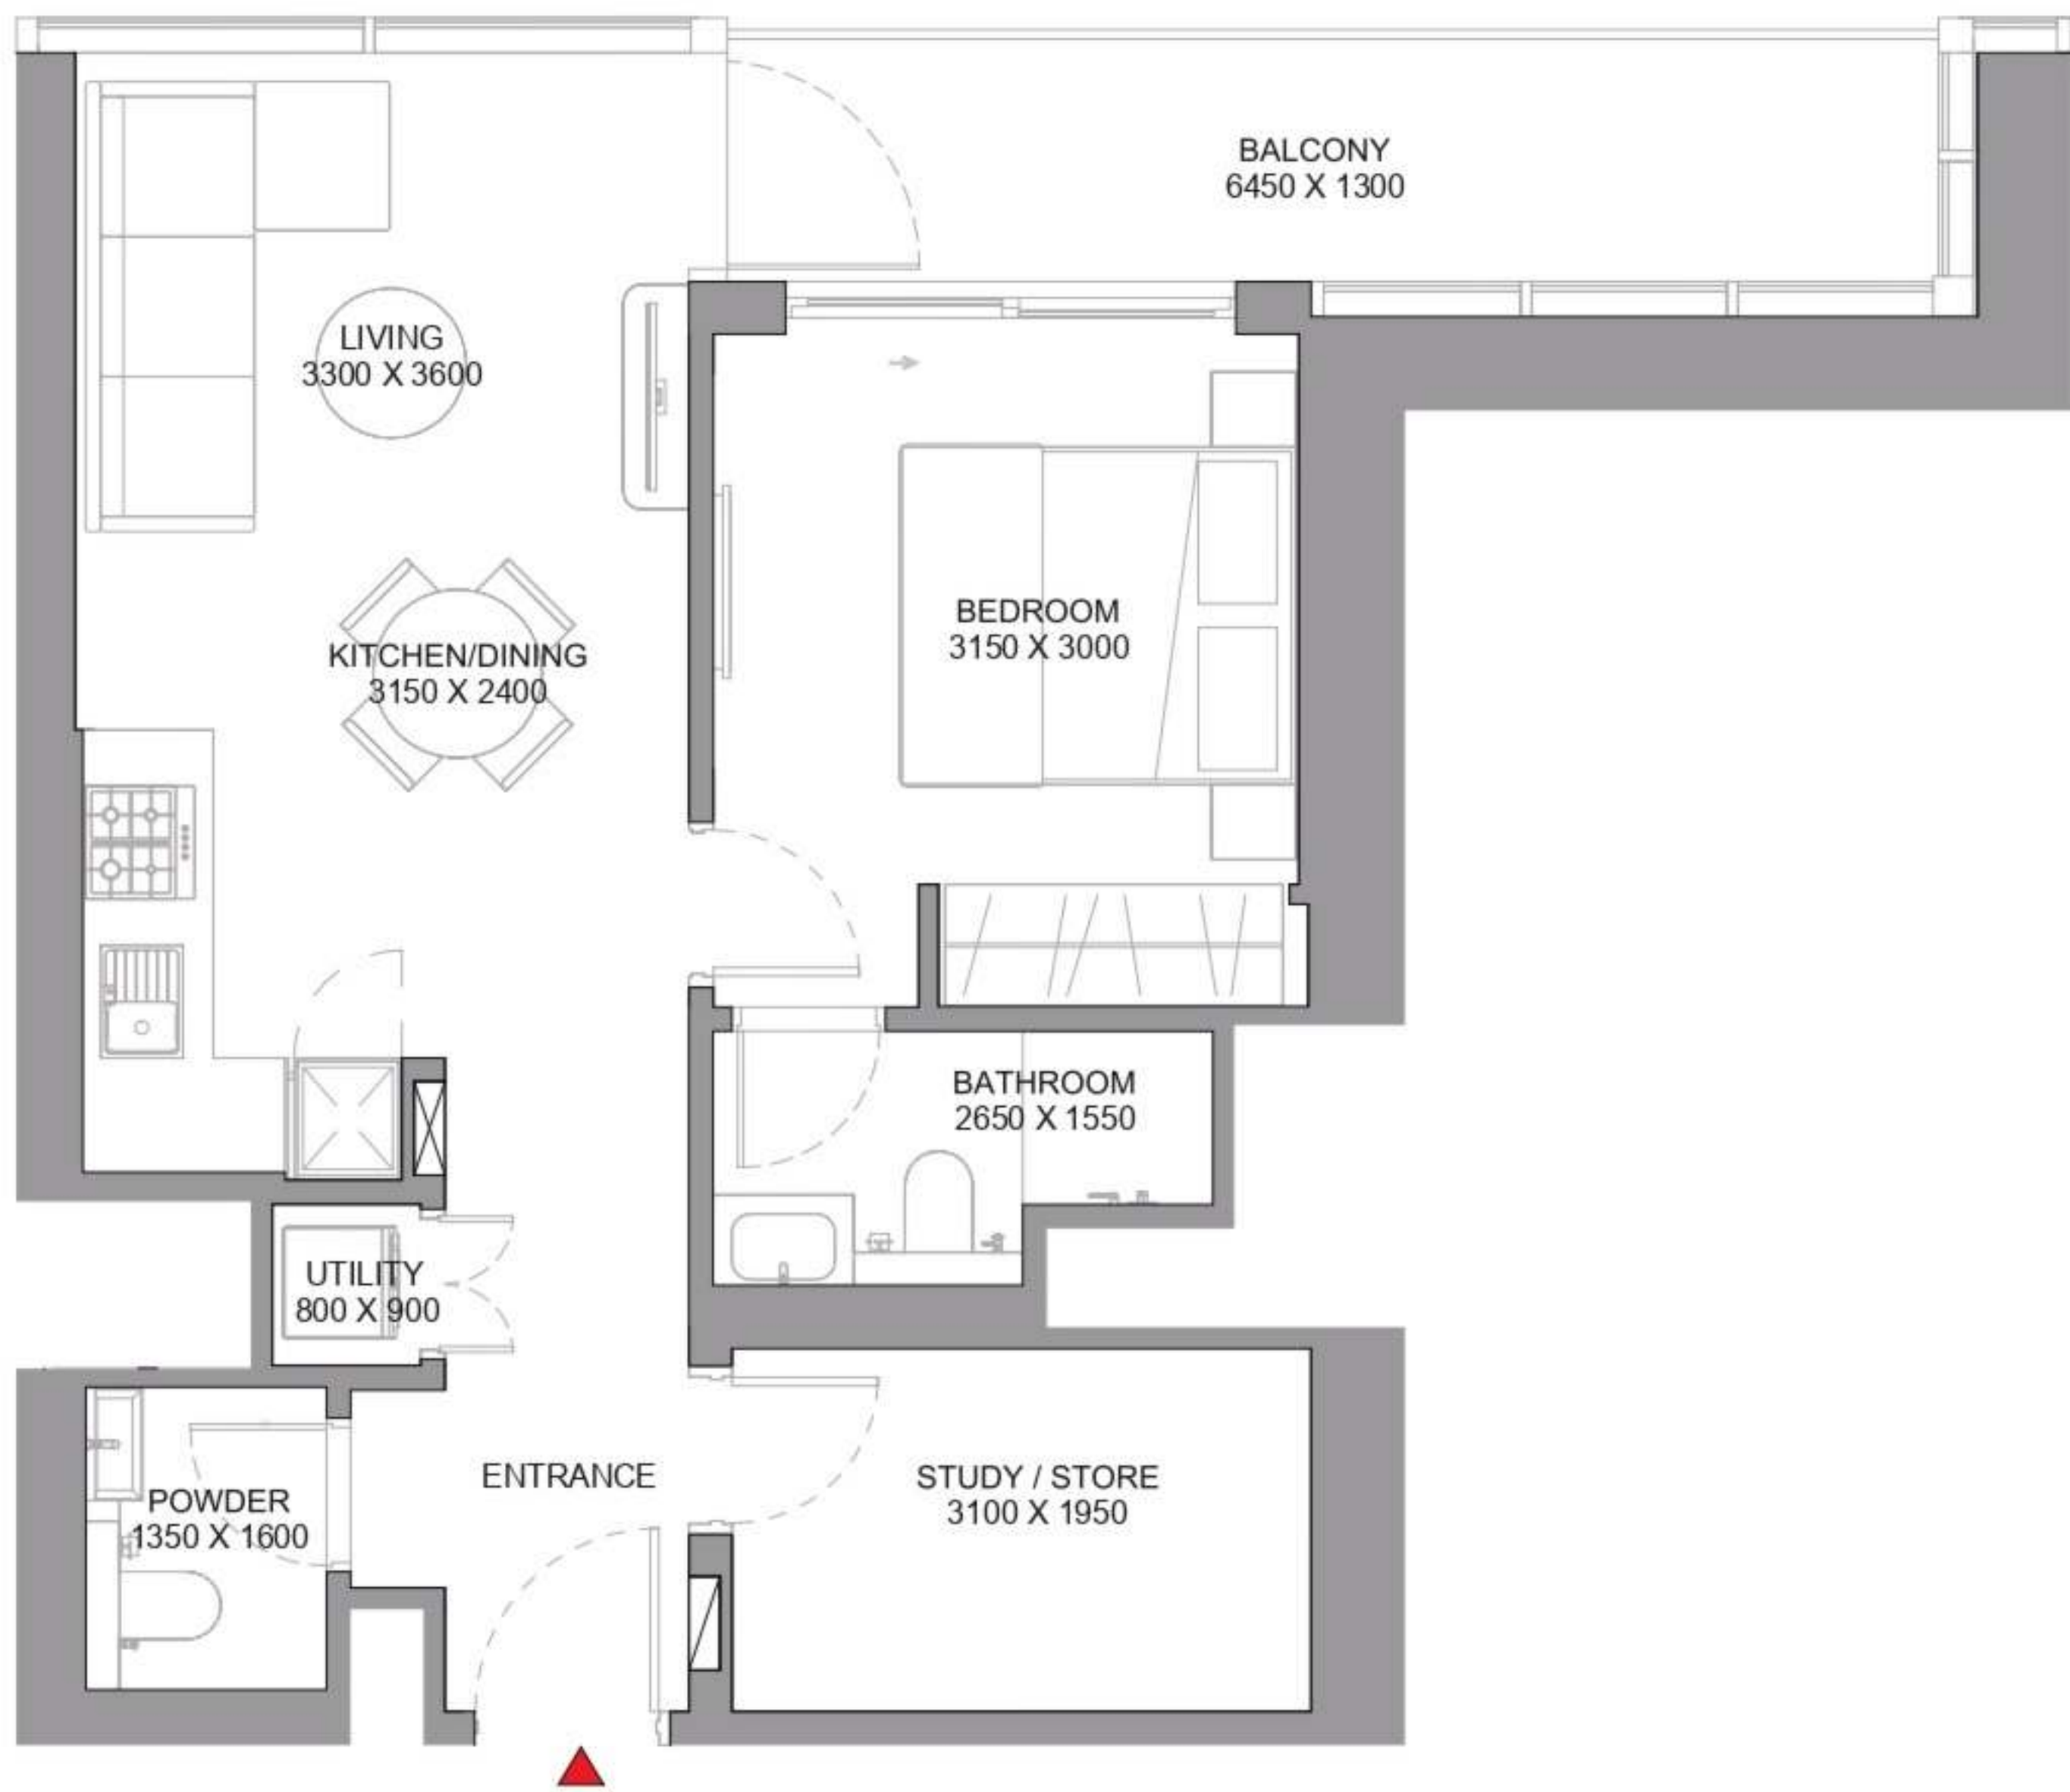 BALCONY
6450 X 1300
LIVING
3300 X 3600
BEDROOM
3150 X 3000
KITCHEN/DINING
3150 X 2400
BATHROOM
2650 X 1550
UTILITY
800 X 900
ENTRANCE
STUDY / STORE
3100 X 1950
POWDER
1350 X 1600